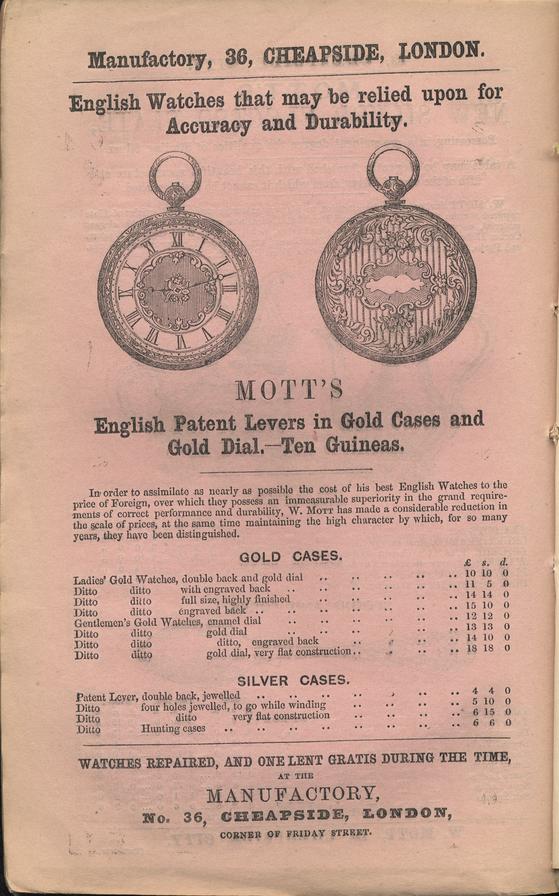 Manufactory, 36, CHEAPSIDE, LONDON.
English Watches that may be relied upon for
Accuracy and Durability.
MOTT'S
English Patent Levers in Gold Cases and
Gold Dial.—Ten Guineas.
In order to assimilate as nearly as possible the cost of his best English Watches to the
price of Foreign, over which they possess an immeasurable superiority in the grand require-
ments of correct performance and durability, W. MOTT has made a considerable reduction in
the scale of prices, at the same time maintaining the high character by which, for so many
years, they have been distinguished.
GOLD CASES.
£ s. d.
Ladies' Gold Watches, double back and gold dial .. .. .. .. .. 10 10 0
Ditto ditto with engraved back .. .. .. .. .. 11 5 0
Ditto ditto full size, highly finished .. .. .. .. 14 14 0
Ditto ditto engraved back .. .. .. .. .. 15 10 0
Gentlemen's Gold Watches, enamel dial .. .. .. .. .. 12 12 0
Ditto ditto gold dial .. .. .. .. .. 13 13 0
Ditto ditto ditto, engraved back .. .. .. 14 10 0
Ditto ditto gold dial, very flat construction .. .. .. .. 18 18 0
SILVER CASES.
Patent Lever, double back, jewelled .. .. .. .. .. .. 4 4 0
Ditto four holes jewelled, to go while winding .. .. .. .. 5 10 0
Ditto ditto very flat construction .. .. .. .. 6 15 0
Ditto Hunting cases .. .. .. .. .. .. .. 6 6 0
WATCHES REPAIRED, AND ONE LENT GRATIS DURING THE TIME,
AT THE
MANUFACTORY,
No. 36, CHEAPSIDE, LONDON,
CORNER OF FRIDAY STREET.